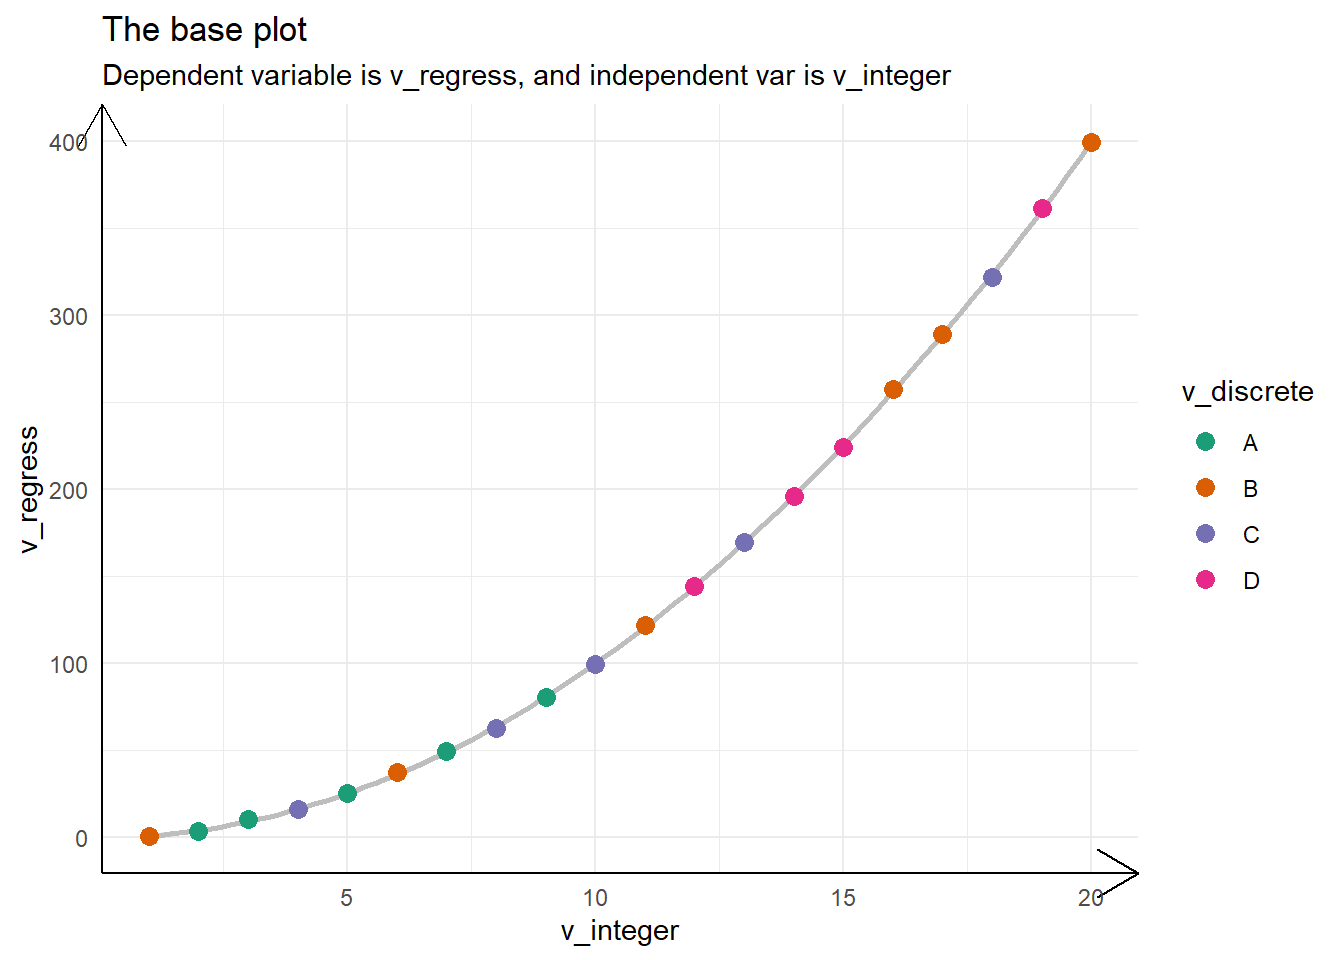 The base plot
Dependent variable is v_regress, and independent var is v_integer
400
300
200
100
0
v_regress
5
10
15
20
v_integer
v_discrete
A
B
C
D